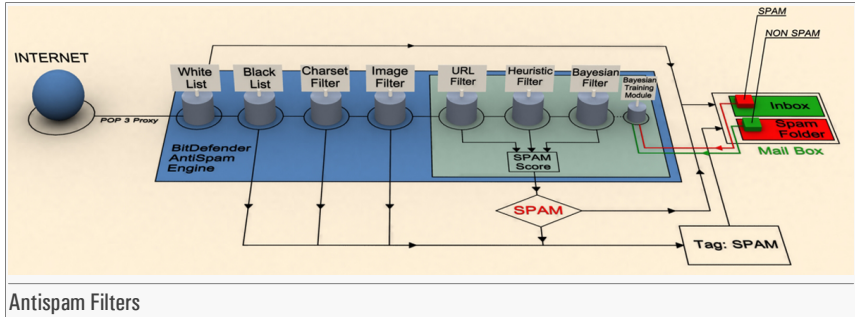 SPAM
NON SPAM
INTERNET
White
List
Black
List
Charset
Filter
Image
Filter
URL
Filter
Heuristic
Filter
Bayesian
Filter
Bayesian
Training
Module
Inbox
Spam
Folder
Mail Box
POP 3 Proxy
BitDefender
AntiSpam
Engine
SPAM
Score
SPAM
Tag: SPAM
Antispam Filters